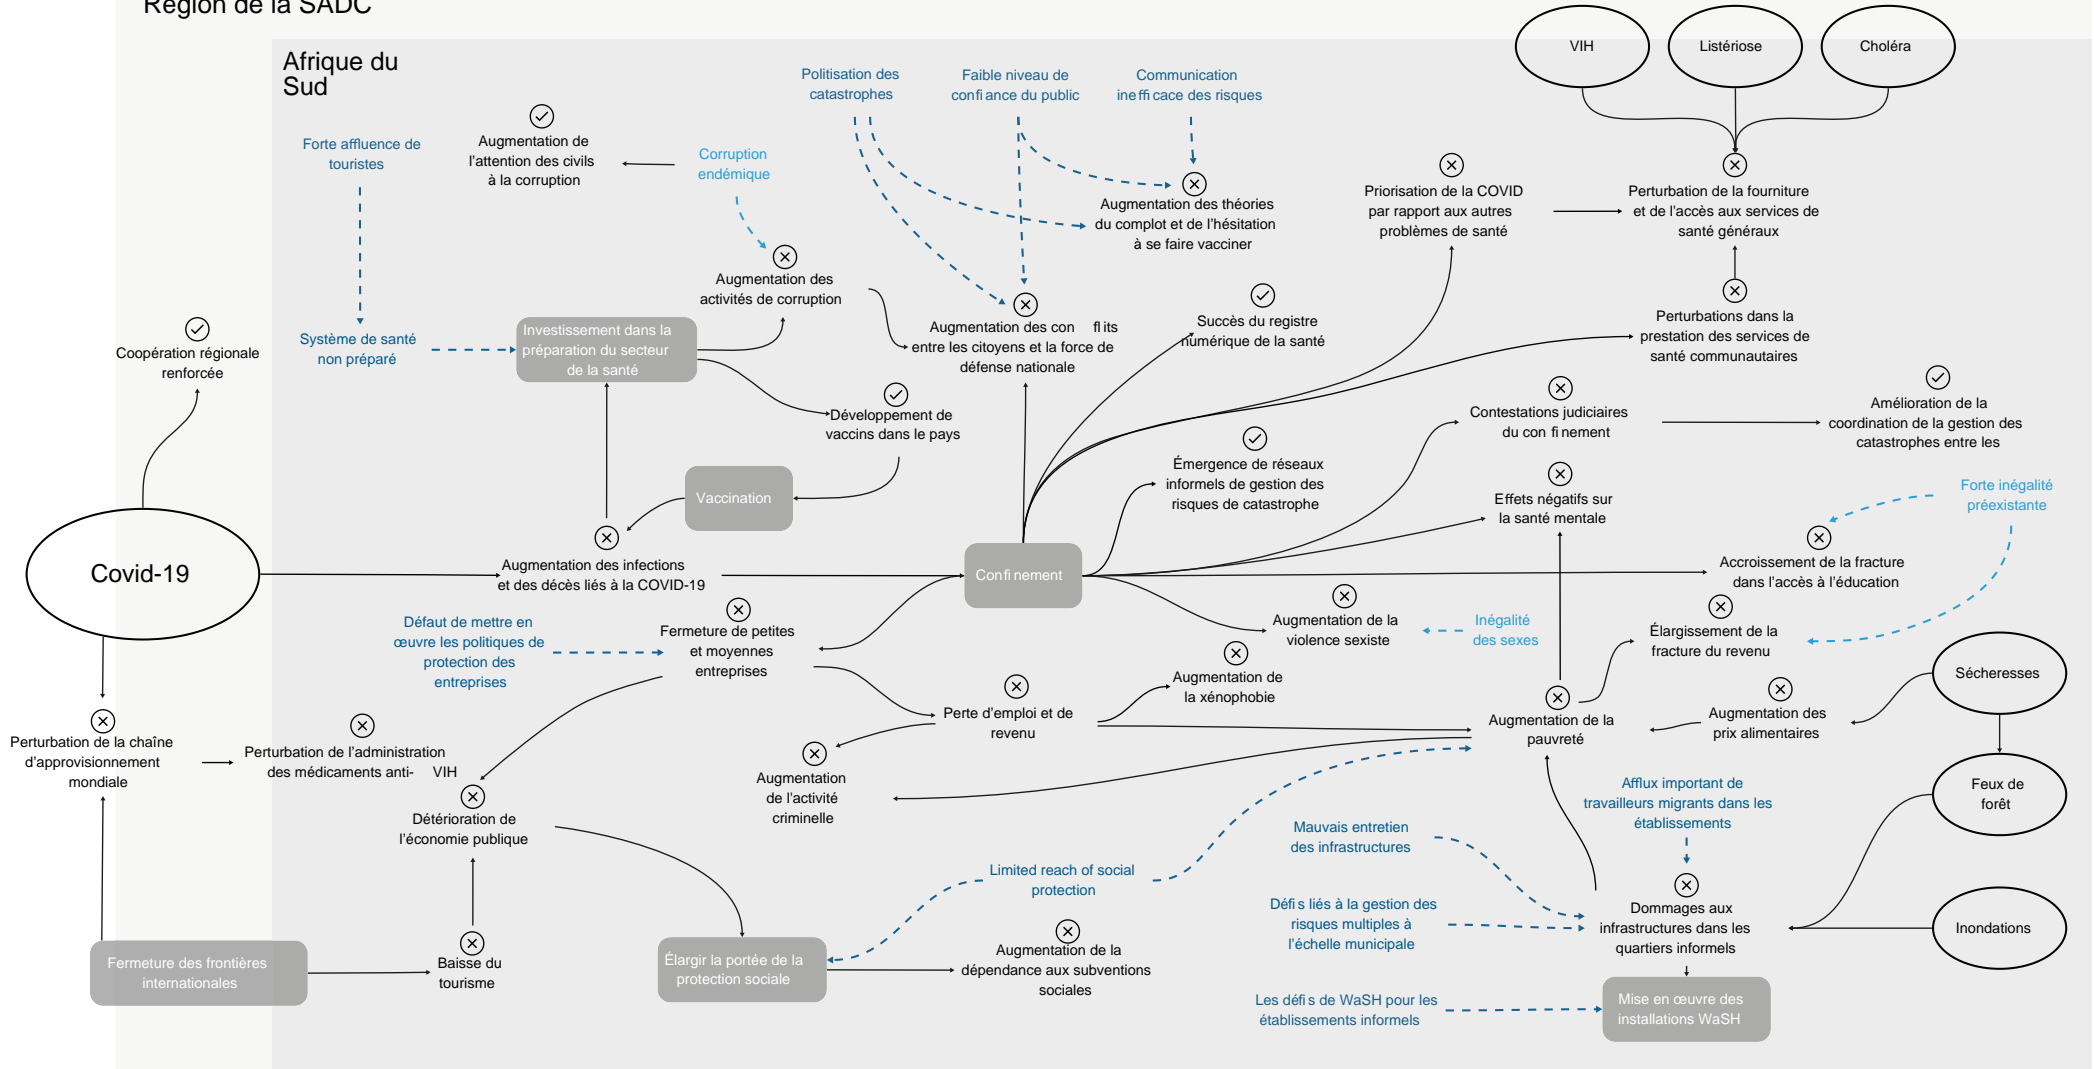 Région de la SADC
Afrique du
Sud
VIH
Listériose
Choléra
Politisation des
catastrophes
Faible niveau de
confiance du public
Communication
inefficace des risques
Forte affluence de
touristes
Augmentation de
l'attention des civils
à la corruption
Corruption
endémique
Augmentation des théories
du complot et de l'hésitation
à se faire vacciner
Priorisation de la COVID
par rapport aux autres
problèmes de santé
Perturbation de la fourniture
et de l'accès aux services de
santé généraux
Augmentation des
activités de corruption
Coopération régionale
renforcée
Système de santé
non préparé
Investissement dans la
préparation du secteur
de la santé
Augmentation des con flits
entre les citoyens et la force de
défense nationale
Succès du registre
numérique de la santé
Perturbations dans la
prestation des services de
santé communautaires
Développement de
vaccins dans le pays
Contestations judiciaires
du con finement
Amélioration de la
coordination de la gestion des
catastrophes entre les
Vaccination
Émergence de réseaux
informels de gestion des
risques de catastrophe
Effets négatifs sur
la santé mentale
Forte inégalité
préexistante
Covid-19
Augmentation des infections
et des décès liés à la COVID-19
Confinement
Accroissement de la fracture
dans l'accès à l'éducation
Défaut de mettre en
œuvre les politiques de
protection des
entreprises
Fermeture de petites
et moyennes
entreprises
Augmentation de la
violence sexiste
Inégalité
des sexes
Élargissement de la
fracture du revenu
Augmentation de
la xénophobie
Sécheresses
Perturbation de la chaîne
d'approvisionnement
mondiale
Perturbation de l'administration
des médicaments anti- VIH
Perte d'emploi et de
revenu
Augmentation de la
pauvreté
Augmentation des
prix alimentaires
Augmentation
de l'activité
criminelle
Afflux important de
travailleurs migrants dans les
établissements
Feux de
forêt
Détérioration de
l'économie publique
Mauvais entretien
des infrastructures
Limited reach of social
protection
Défis liés à la gestion des
risques multiples à
l'échelle municipale
Dommages aux
infrastructures dans les
quartiers informels
Inondations
Fermeture des frontières
internationales
Baisse du
tourisme
Élargir la portée de la
protection sociale
Augmentation de la
dépendance aux subventions
sociales
Les défis de WaSH pour les
établissements informels
Mise en œuvre des
installations WaSH